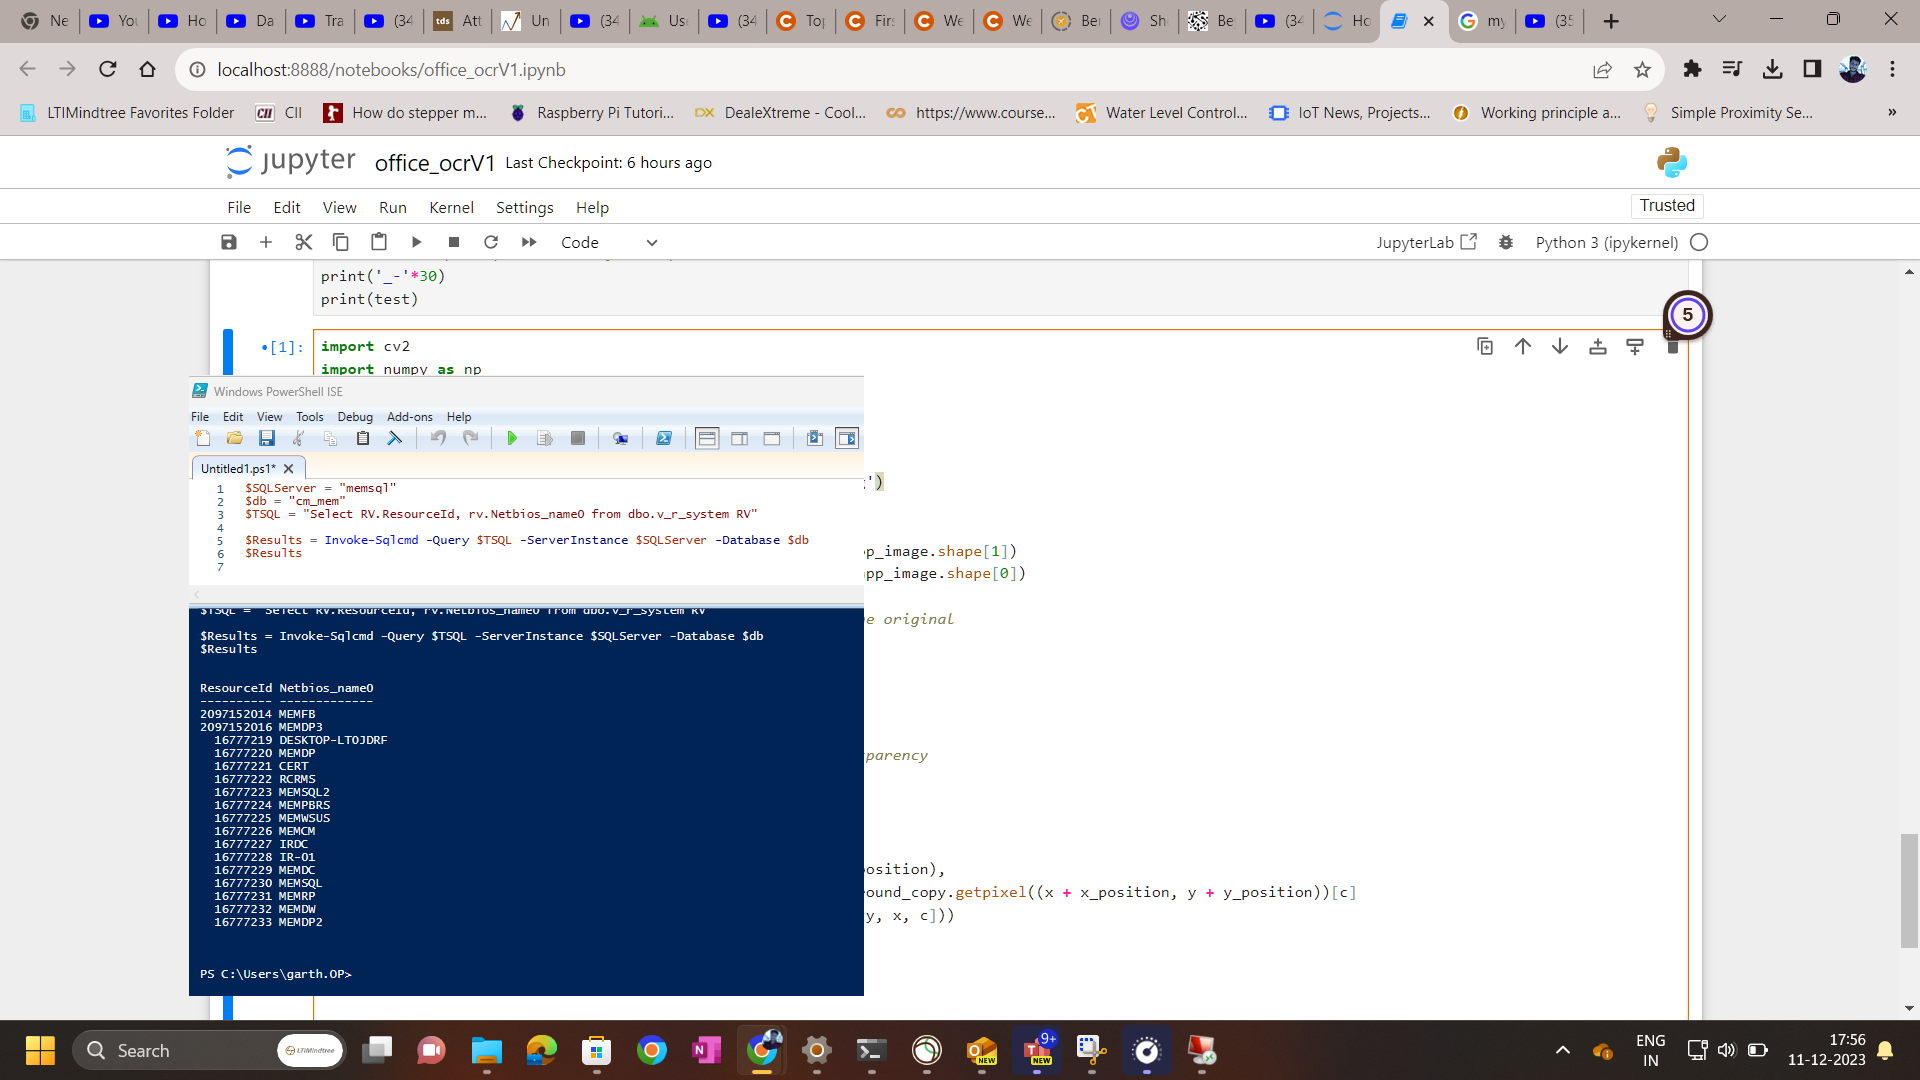 Ne
You
Ho
Da
Tra
(34
tds Att
Un
(34
Us
(34
Top
Firs
We
We
Ber
Sh
Be
(34
Ho
my
(35
localhost:8888/notebooks/office_ocrV1.ipynb
LTIMindtree Favorites Folder
CII CII
How do stepper m...
Raspberry Pi Tutori...
DX DealeXtreme - Cool...
https://www.course...
Water Level Control...
IoT News, Projects...
Working principle a...
Simple Proximity Se...
»
jupyter office_ocrV1 Last Checkpoint: 6 hours ago
File Edit View Run Kernel Settings Help
Trusted
Code
JupyterLab
Python 3 (ipykernel)
print('_-'*30)
print(test)
5
•[1]:
import cv2
import numpy as np
Windows PowerShell ISE
File Edit View Tools Debug Add-ons Help
Untitled1.ps1*
1 $SQLServer = "memsql"
2 $db = "cm_mem"
3 $TSQL = "Select RV.ResourceId, rv.Netbios_name0 from dbo.v_r_system RV"
4
5 $Results = Invoke-Sqlcmd -Query $TSQL -ServerInstance $SQLServer -Database $db
6 $Results
7
$TSQL = "Select RV.ResourceId, rv.Netbios_name0 from dbo.v_r_system RV"
$Results = Invoke-Sqlcmd -Query $TSQL -ServerInstance $SQLServer -Database $db
$Results
ResourceId Netbios_name0
---------- -------------
2097152014 MEMFB
2097152016 MEMDP3
16777219 DESKTOP-LT0JDRF
16777220 MEMDP
16777221 CERT
16777222 RCRMS
16777223 MEMSQL2
16777224 MEMPBRS
16777225 MEMWSUS
16777226 MEMCM
16777227 IRDC
16777228 IR-01
16777229 MEMDC
16777230 MEMSQL
16777231 MEMRP
16777232 MEMDW
16777233 MEMDP2
PS C:\Users\garth.OP>
')
p_image.shape[1])
pp_image.shape[0])
e original
parency
osition),
ound_copy.getpixel((x + x_position, y + y_position))[c]
y, x, c]))
Search
LTIMindtree
NEW
9+
NEW
ENG
IN
17:56
11-12-2023